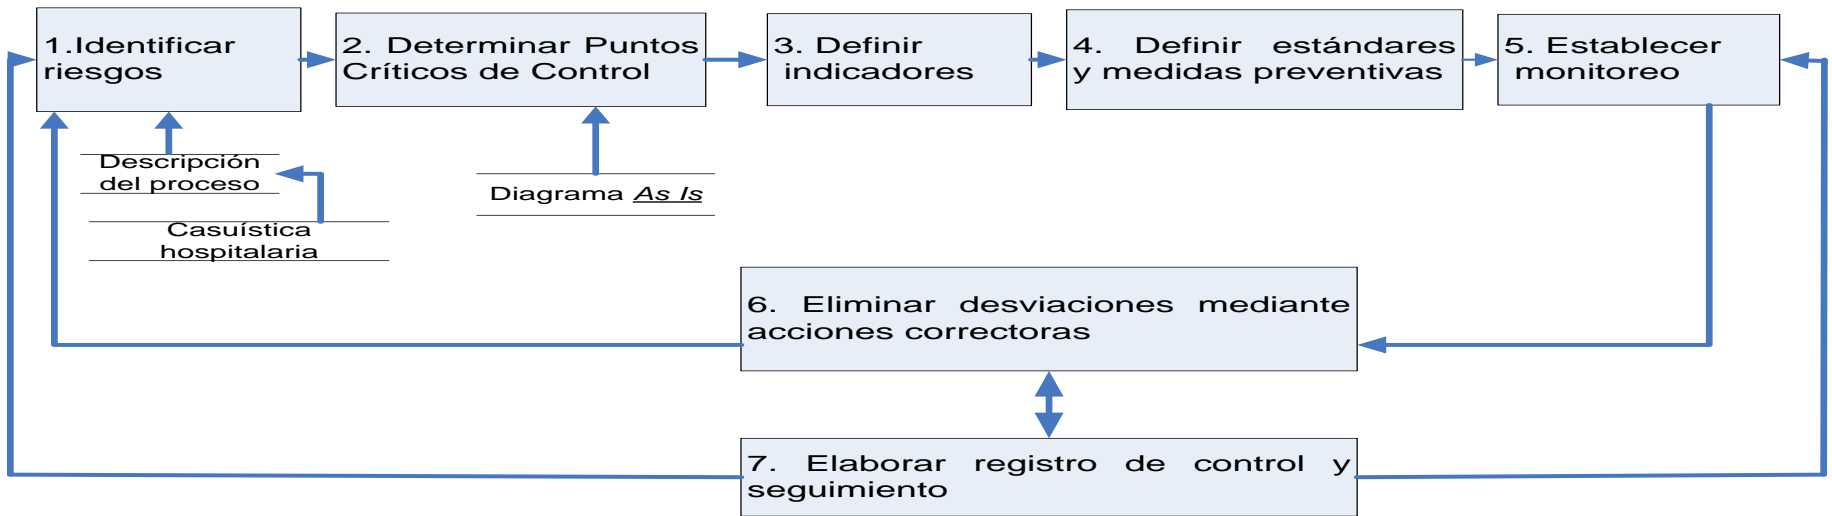 1.Identificar
riesgos
2. Determinar Puntos
Críticos de Control
3. Definir
indicadores
4. Definir estándares
y medidas preventivas
5. Establecer
monitoreo
Descripción
del proceso
Casuística
hospitalaria
Diagrama As Is
6. Eliminar desviaciones mediante
acciones correctoras
7. Elaborar registro de control y
seguimiento